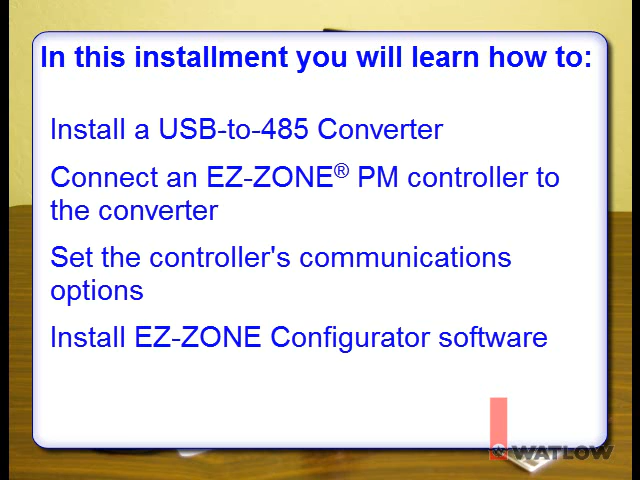 In this installment you will learn how to:
Install a USB-to-485 Converter
Connect an EZ-ZONE® PM controller to
the converter
Set the controller's communications
options
Install EZ-ZONE Configurator software
WATLOW